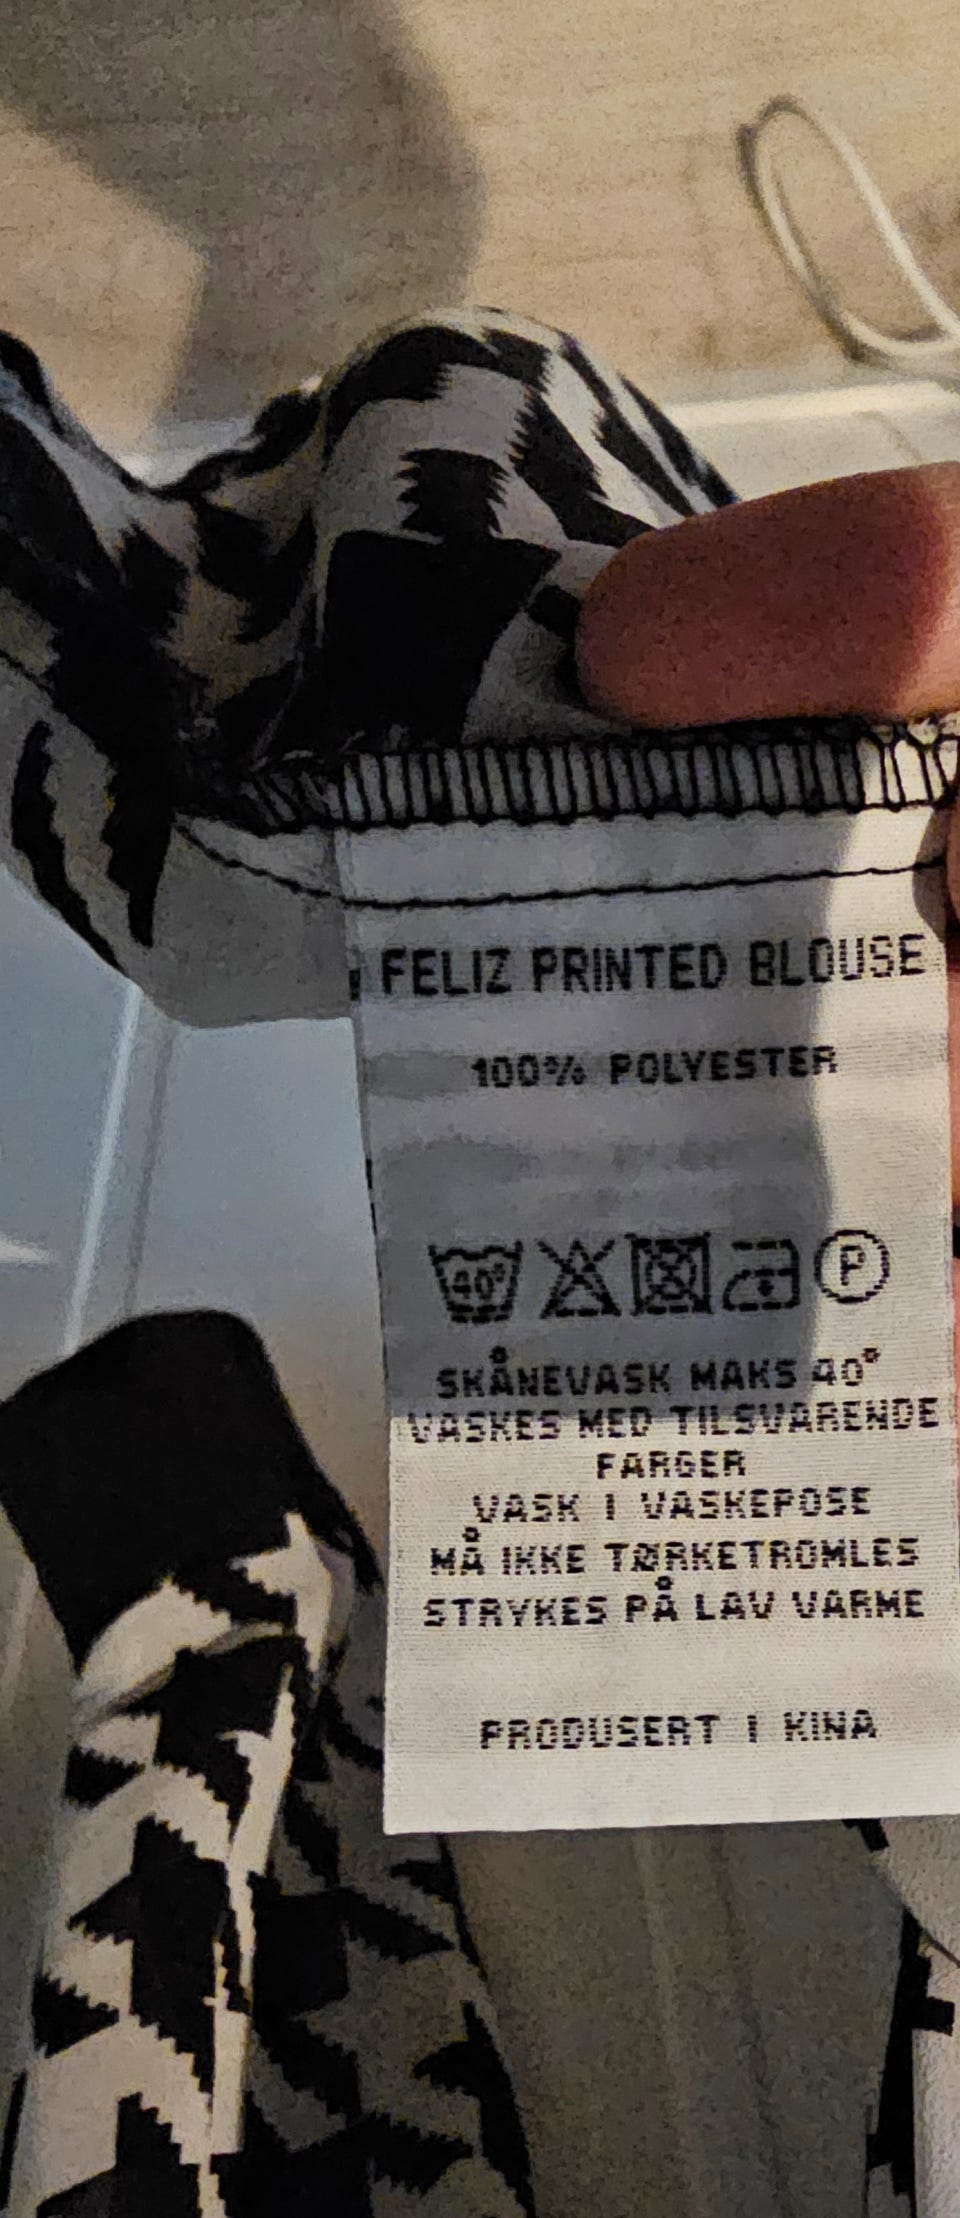 FELIZ PRINTED BLOUSE
100% POLYESTER
40° P
SKÅNEVASK MAKS 40°
VASKES MED TILSVARENDE
FARGER
VASK I VASKEPOSE
MÅ IKKE TØRKETROMLES
STRYKES PÅ LAV VARME
PRODUSERT I KINA